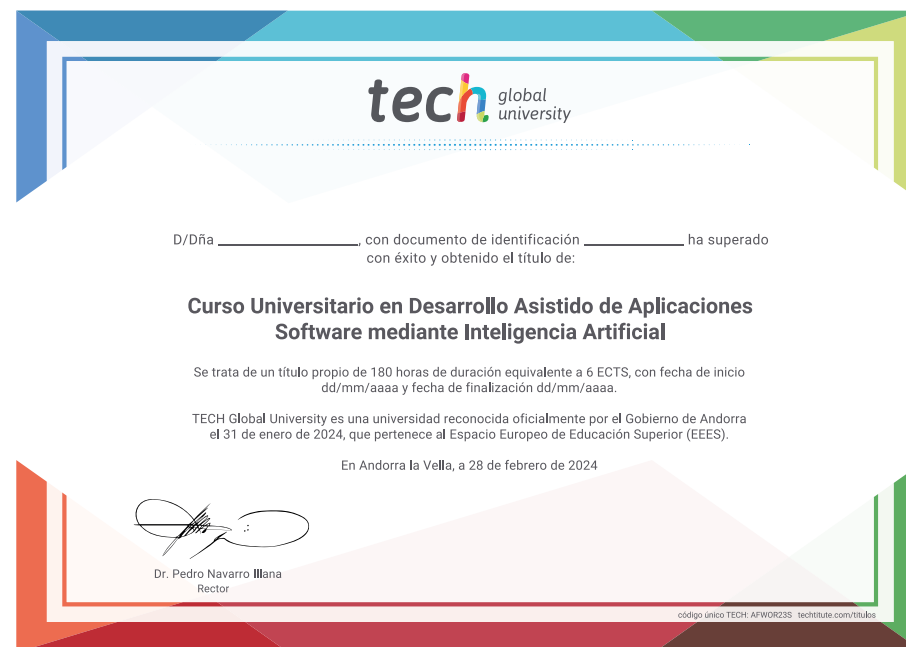 tech global university
D/Dña ____________________, con documento de identificación ______________ ha superado
con éxito y obtenido el título de:
Curso Universitario en Desarrollo Asistido de Aplicaciones
Software mediante Inteligencia Artificial
Se trata de un título propio de 180 horas de duración equivalente a 6 ECTS, con fecha de inicio
dd/mm/aaaa y fecha de finalización dd/mm/aaaa.
TECH Global University es una universidad reconocida oficialmente por el Gobierno de Andorra
el 31 de enero de 2024, que pertenece al Espacio Europeo de Educación Superior (EEES).
En Andorra la Vella, a 28 de febrero de 2024
Dr. Pedro Navarro Illana
Rector
código único TECH: AFWOR23S techtitute.com/titulos